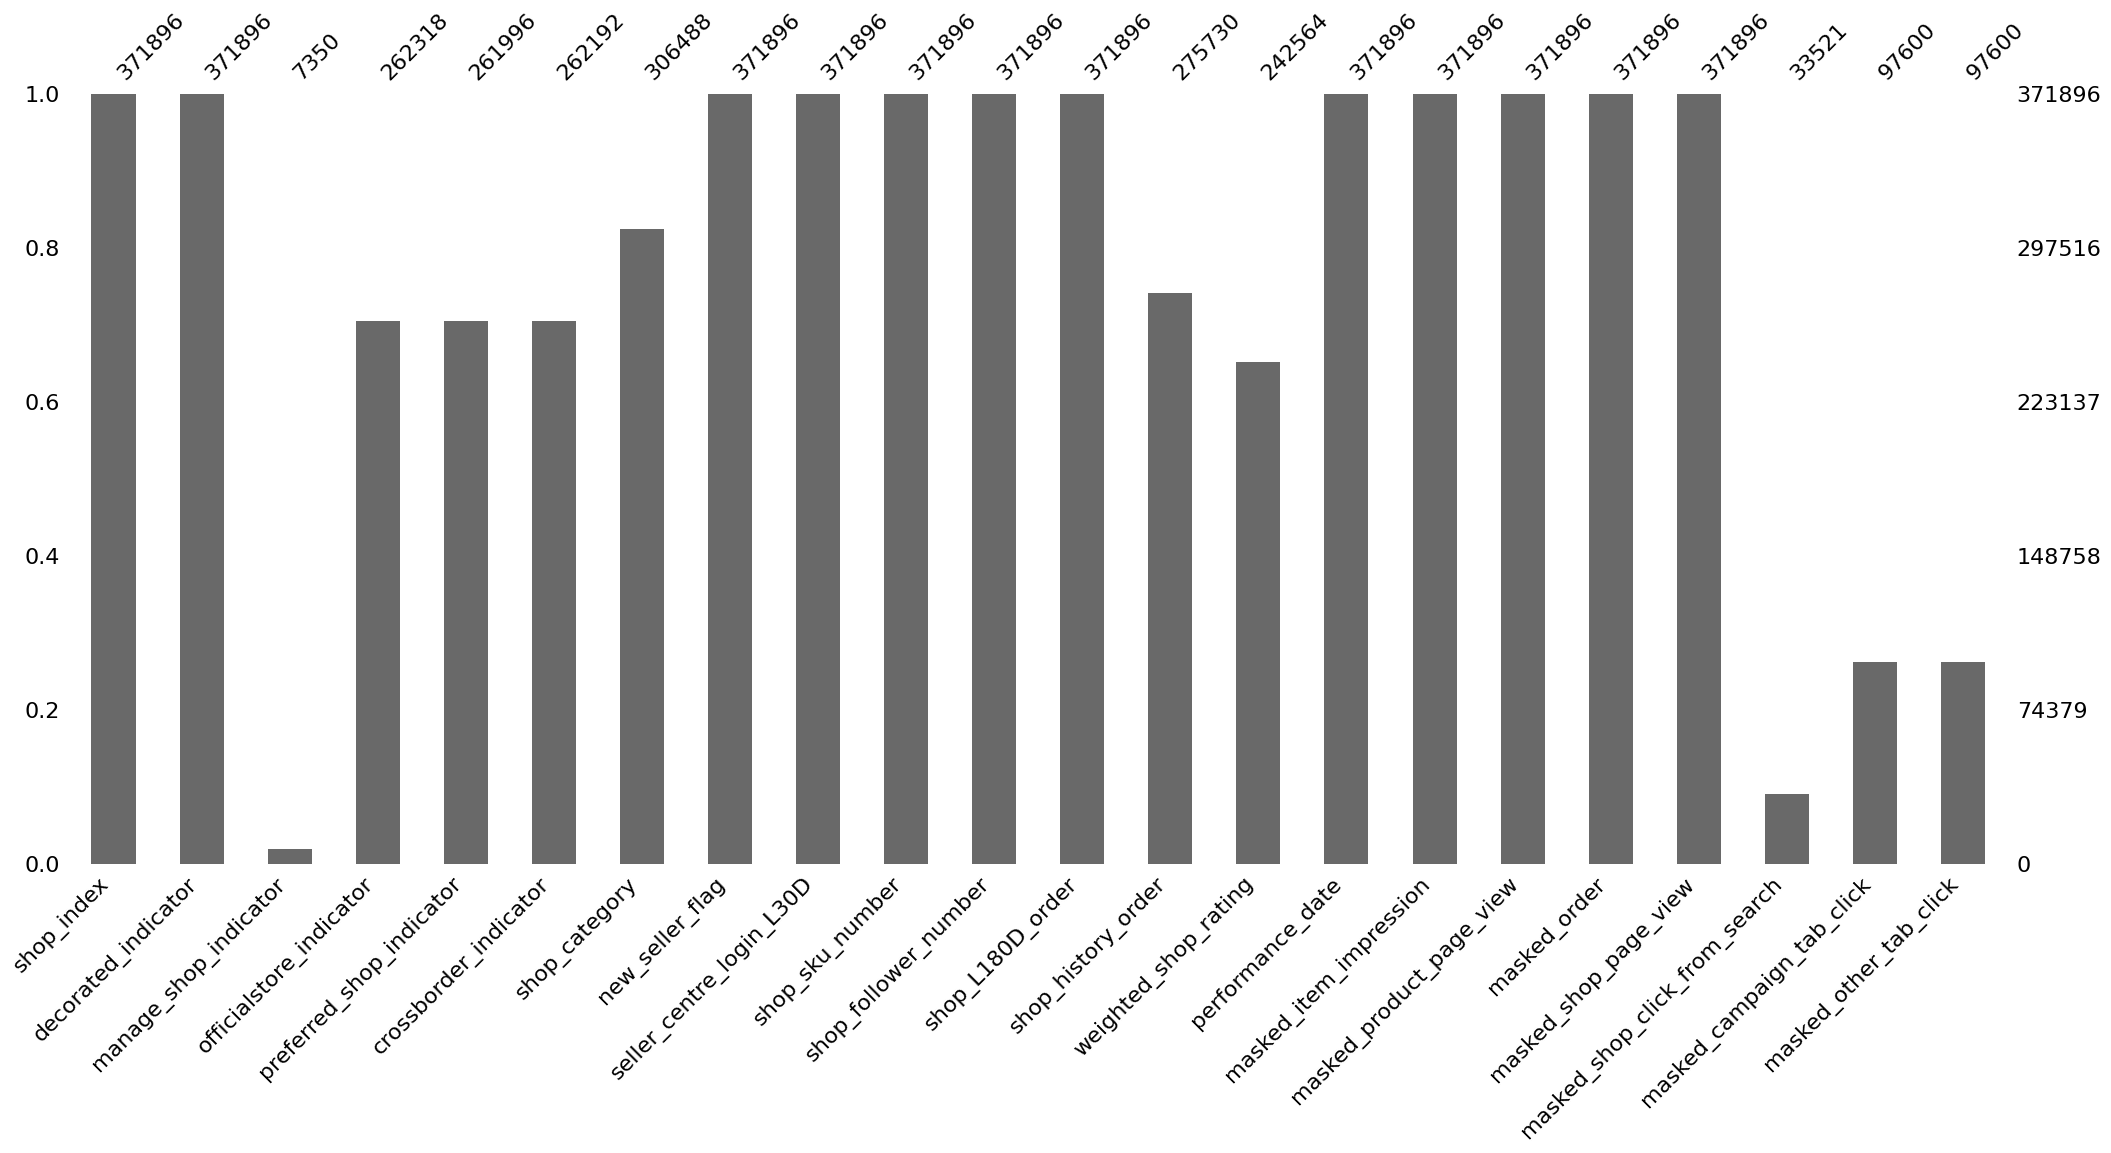 371896 371896 7350 262318 261996 262192 306488 371896 371896 371896 371896 371896 275730 242564 371896 371896 371896 371896 371896 33521 97600 97600
1.0 371896
0.8 297516
0.6 223137
0.4 148758
0.2 74379
0.0 0
shop_index
decorated_indicator
manage_shop_indicator
officialstore_indicator
preferred_shop_indicator
crossborder_indicator
shop_category
new_seller_flag
seller_centre_login_L30D
shop_sku_number
shop_follower_number
shop_L180D_order
shop_history_order
weighted_shop_rating
performance_date
masked_item_impression
masked_product_page_view
masked_order
masked_shop_page_view
masked_shop_click_from_search
masked_campaign_tab_click
masked_other_tab_click